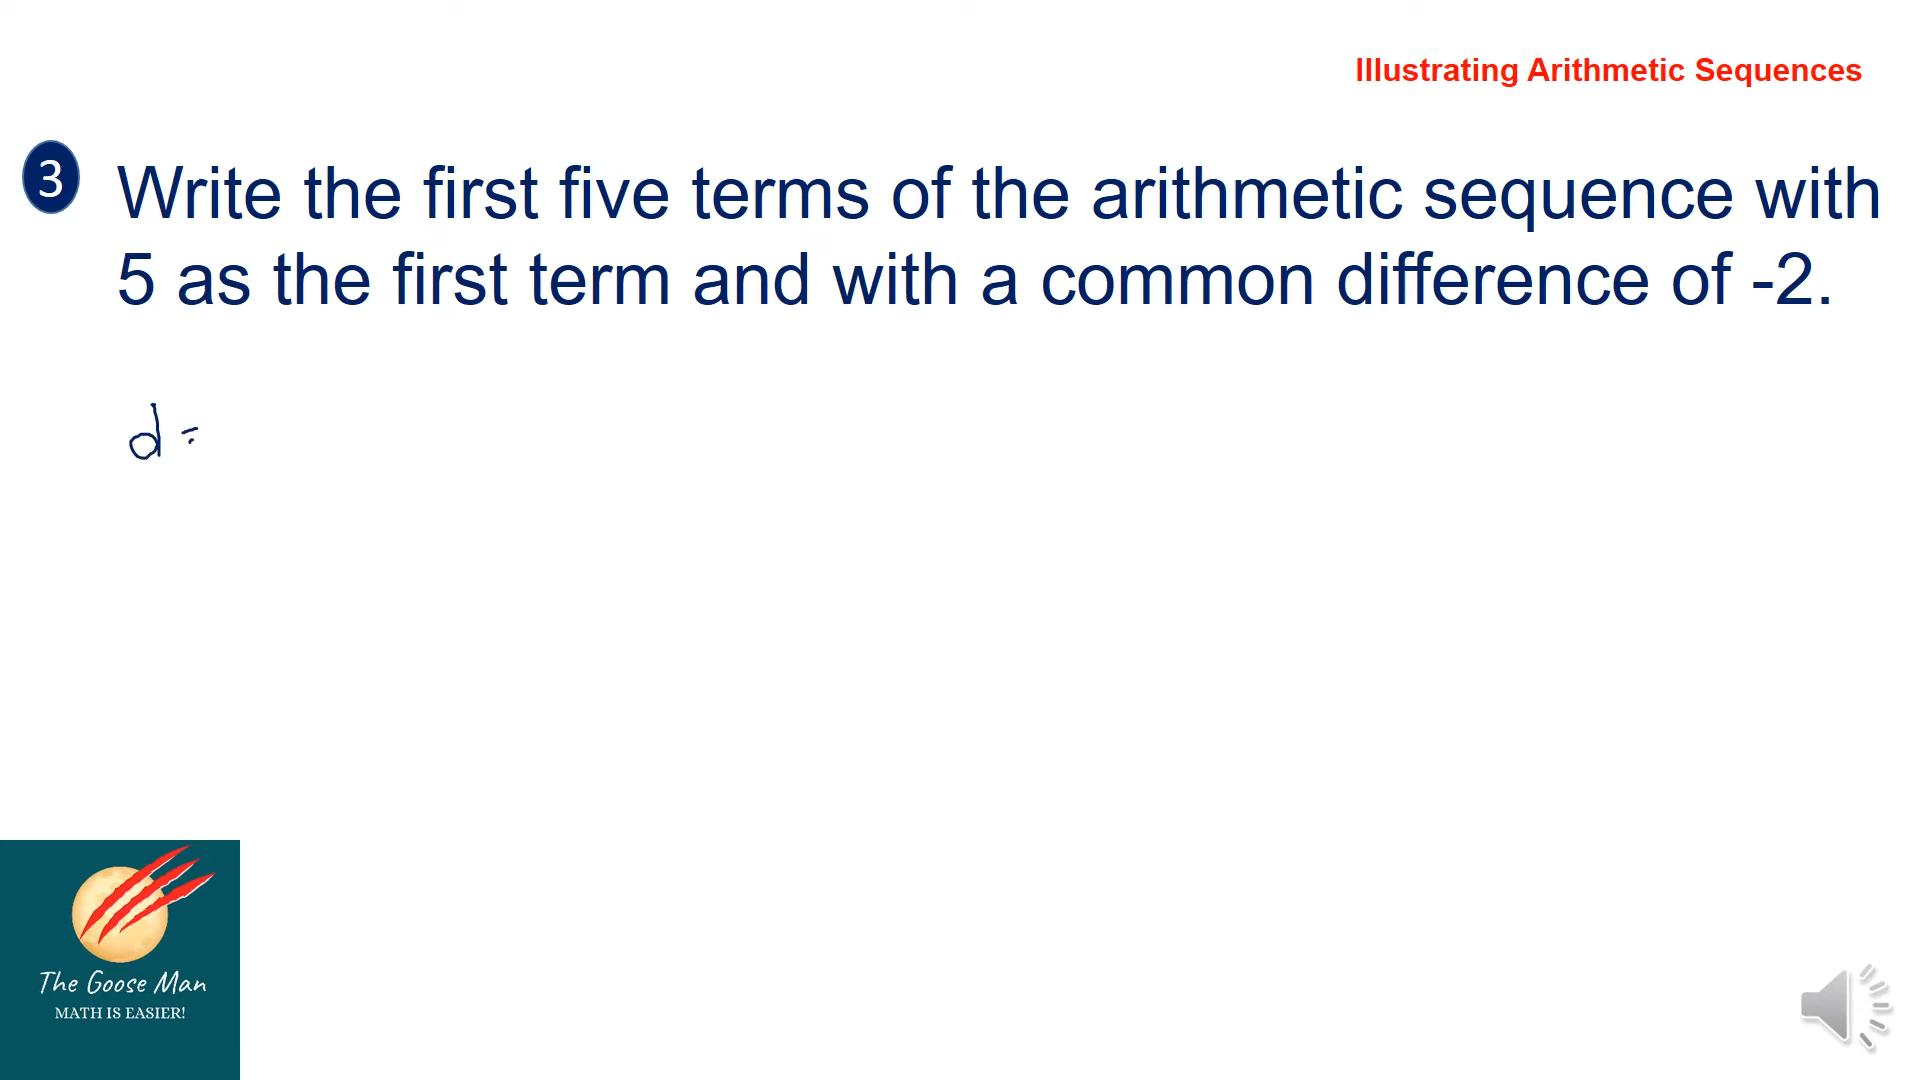 Illustrating Arithmetic Sequences
3 Write the first five terms of the arithmetic sequence with
5 as the first term and with a common difference of -2.
d =
The Goose Man
MATH IS EASIER!